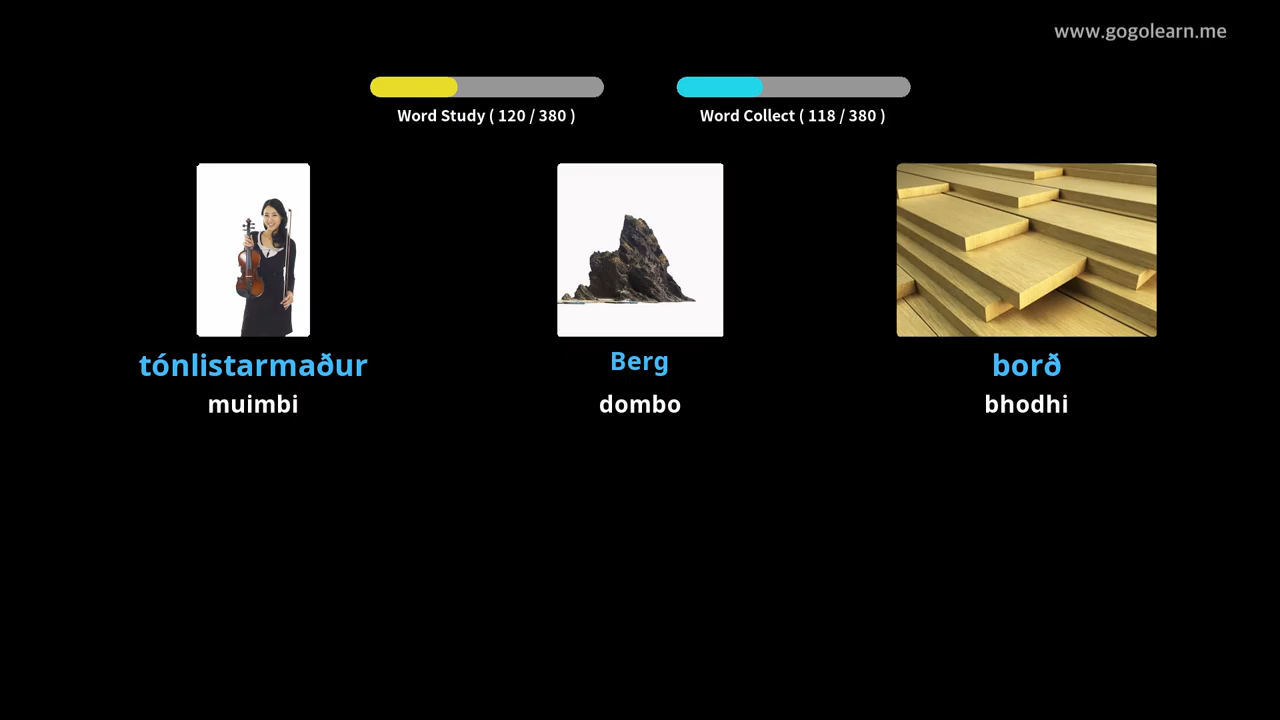 www.gogolearn.me
Word Study ( 120 / 380 )
Word Collect ( 118 / 380 )
tónlistarmaður
muimbi
Berg
dombo
borð
bhodhi